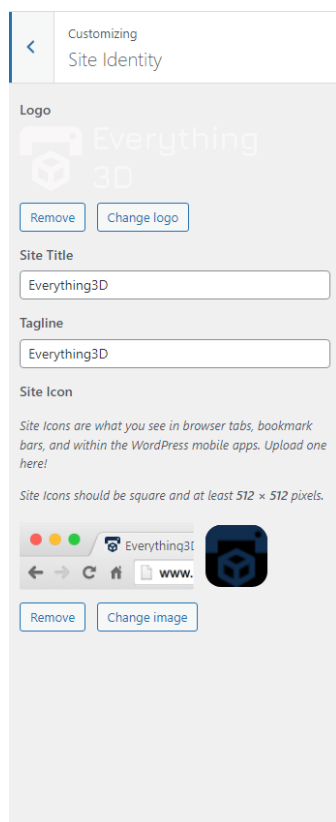 Customizing
Site Identity
Logo
Everything
3D
Remove
Change logo
Site Title
Everything3D
Tagline
Everything3D
Site Icon
Site Icons are what you see in browser tabs, bookmark
bars, and within the WordPress mobile apps. Upload one
here!
Site Icons should be square and at least 512 × 512 pixels.
Everything3D
www.
Remove
Change image